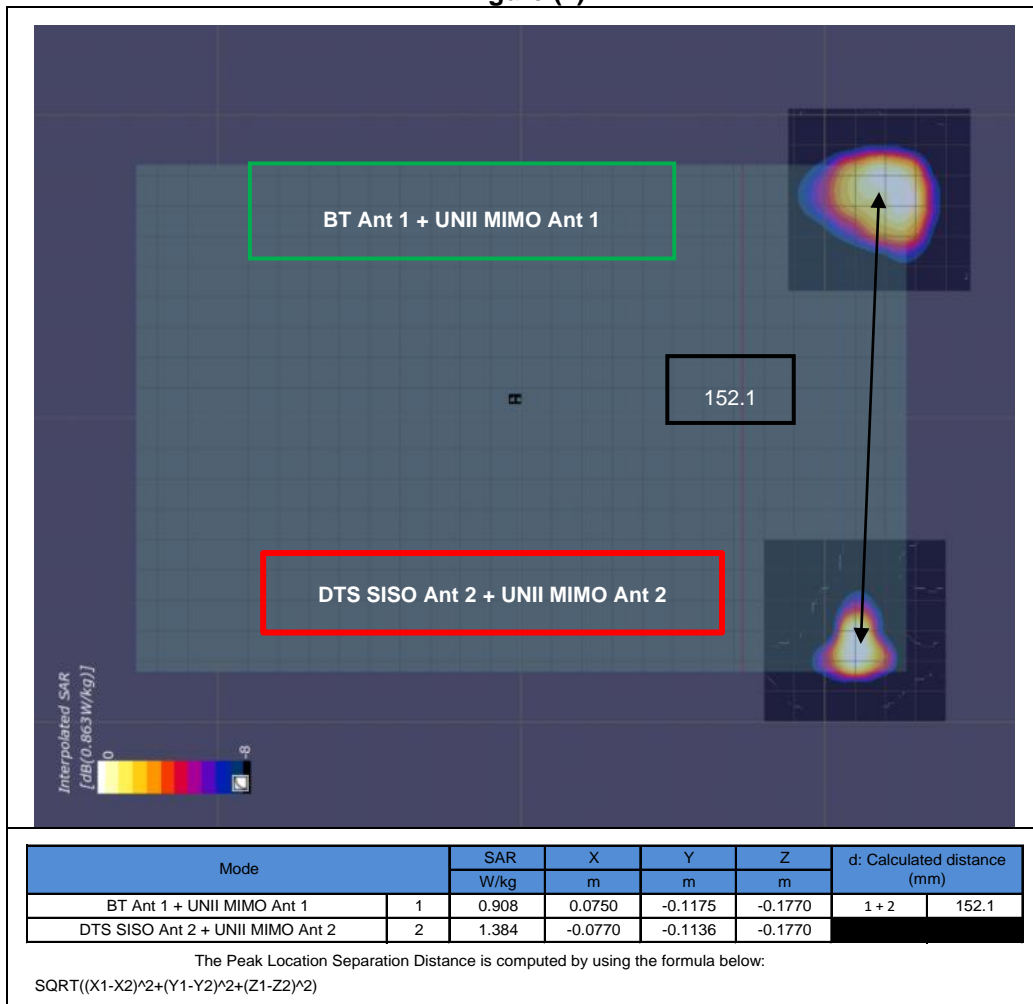 BT Ant 1 + UNII MIMO Ant 1
152.1
DTS SISO Ant 2 + UNII MIMO Ant 2
Interpolated SAR
[dB(0.863W/kg)]
0
-8
Mode SAR X Y Z d: Calculated distance (mm)
W/kg m m m
BT Ant 1 + UNII MIMO Ant 1 1 0.908 0.0750 -0.1175 -0.1770 1 + 2 152.1
DTS SISO Ant 2 + UNII MIMO Ant 2 2 1.384 -0.0770 -0.1136 -0.1770
The Peak Location Separation Distance is computed by using the formula below:
SQRT((X1-X2)^2+(Y1-Y2)^2+(Z1-Z2)^2)